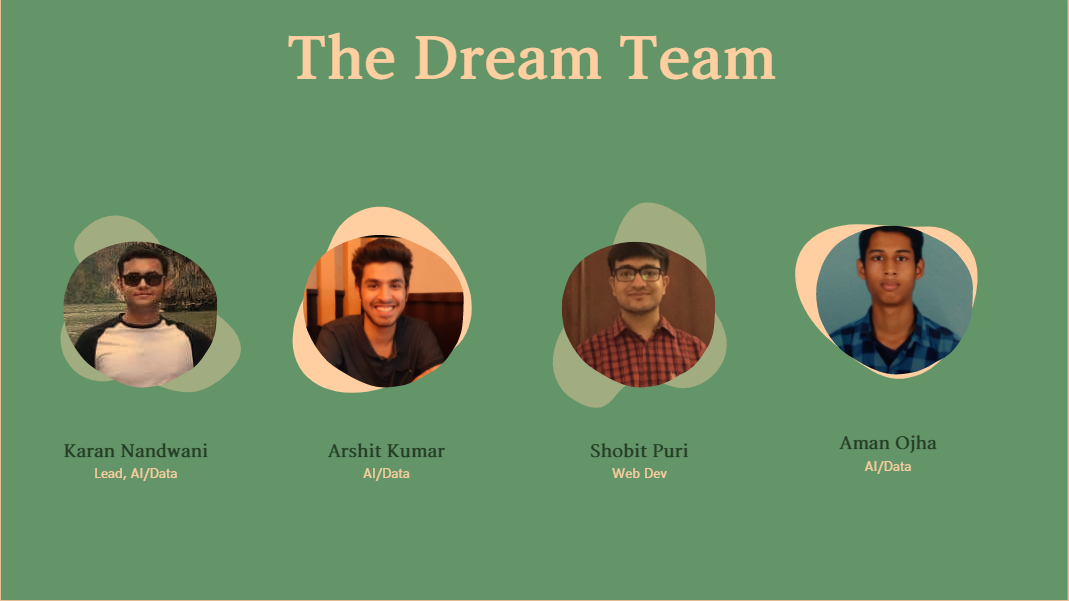 The Dream Team
Karan Nandwani
Lead, AI/Data
Arshit Kumar
AI/Data
Shobit Puri
Web Dev
Aman Ojha
AI/Data